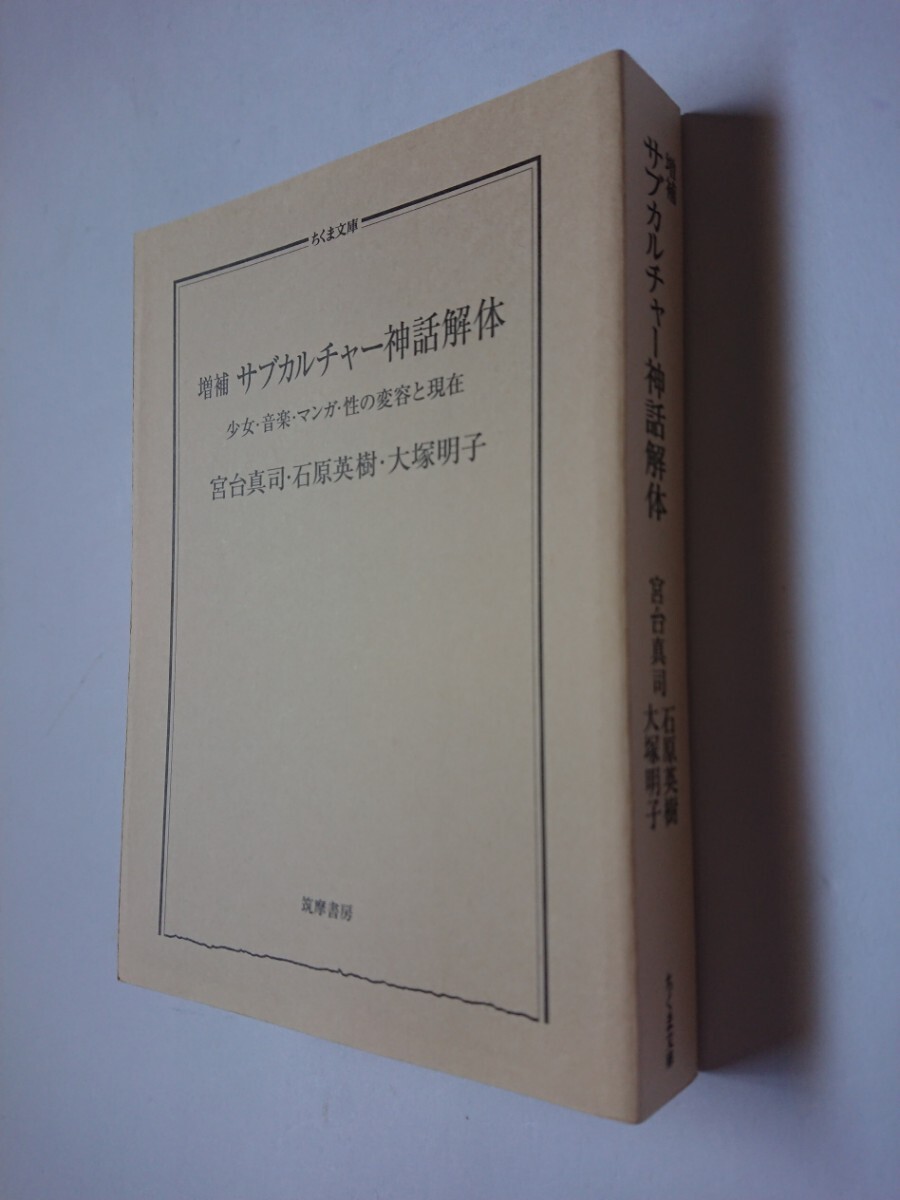 ちくま文庫
増補 サブカルチャー神話解体
少女・音楽・マンガ・性の変容と現在
宮台真司・石原英樹・大塚明子
筑摩書房
増補
サブカルチャー神話解体
宮台真司
石原英樹
大塚明子
ちくま文庫